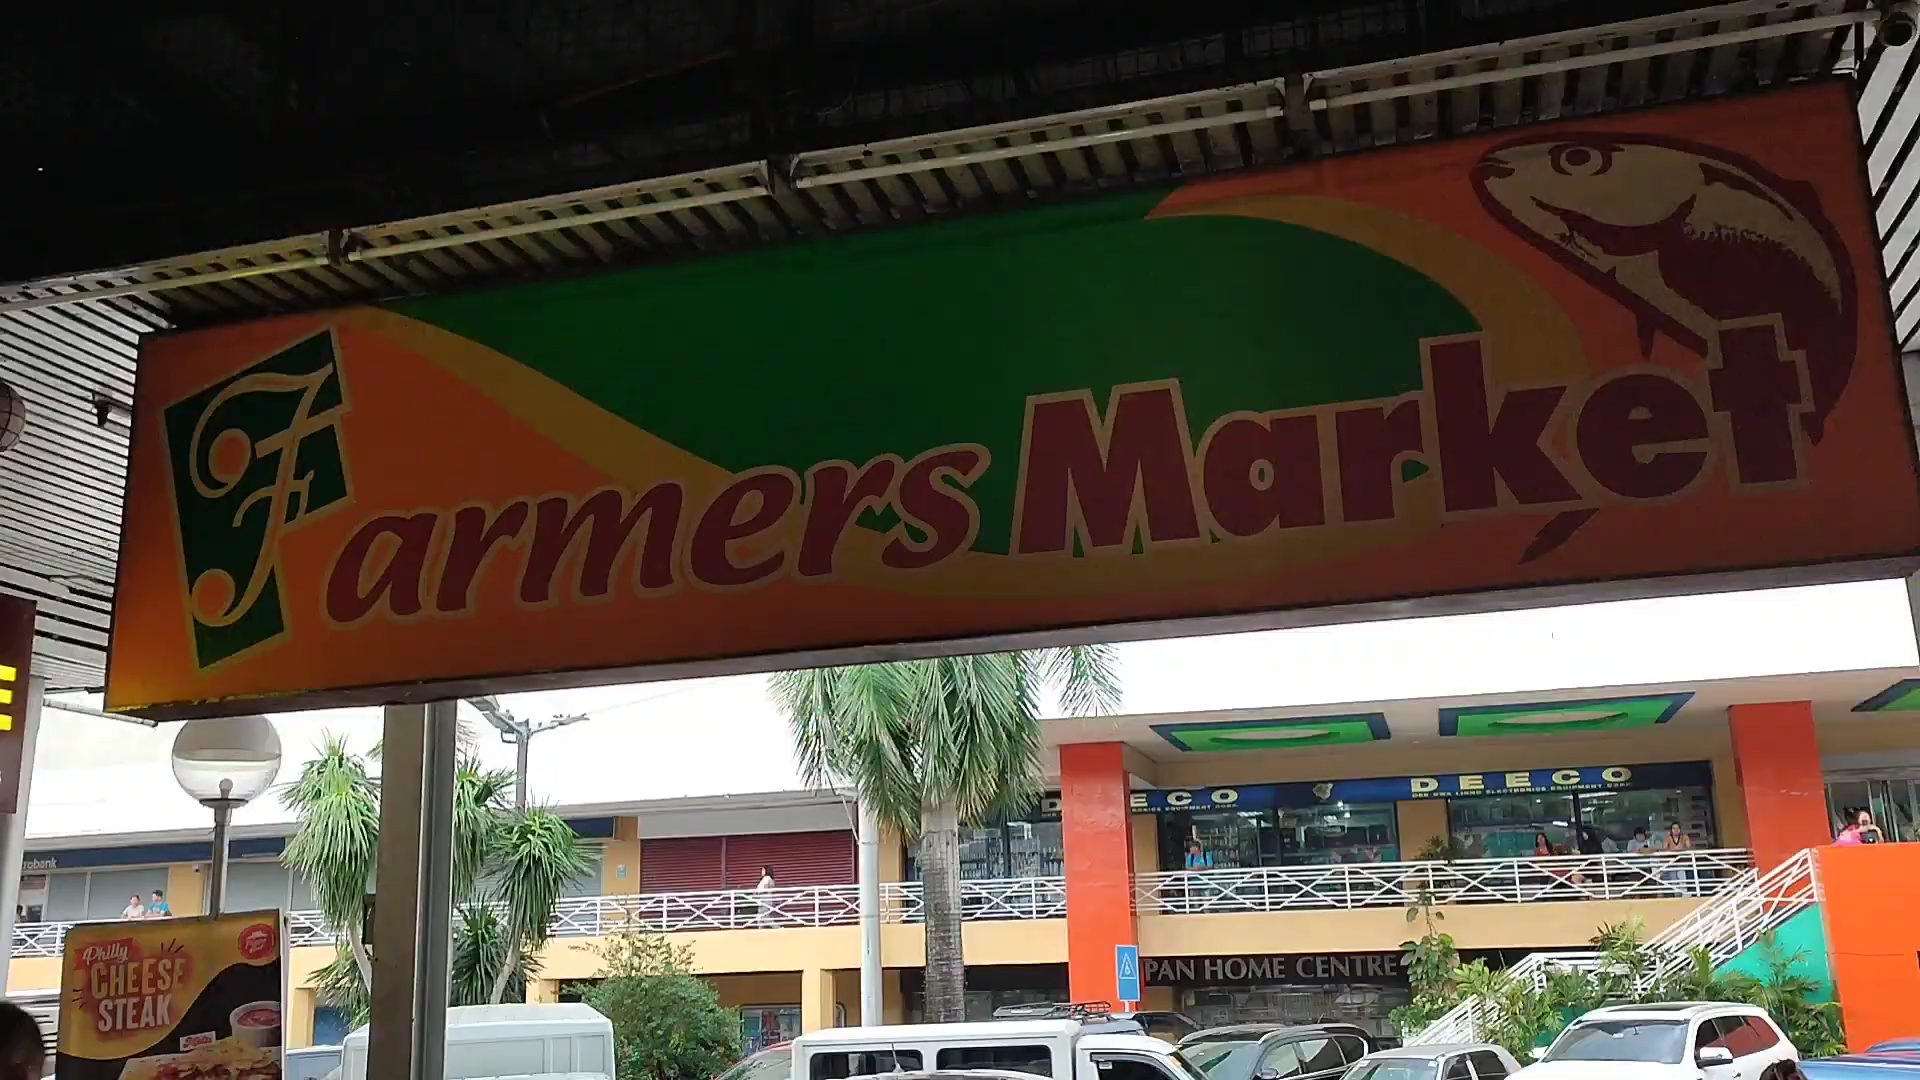 Farmers Market
DEECO
DEECO
PAN HOME CENTRE
Philly
CHEESE
STEAK